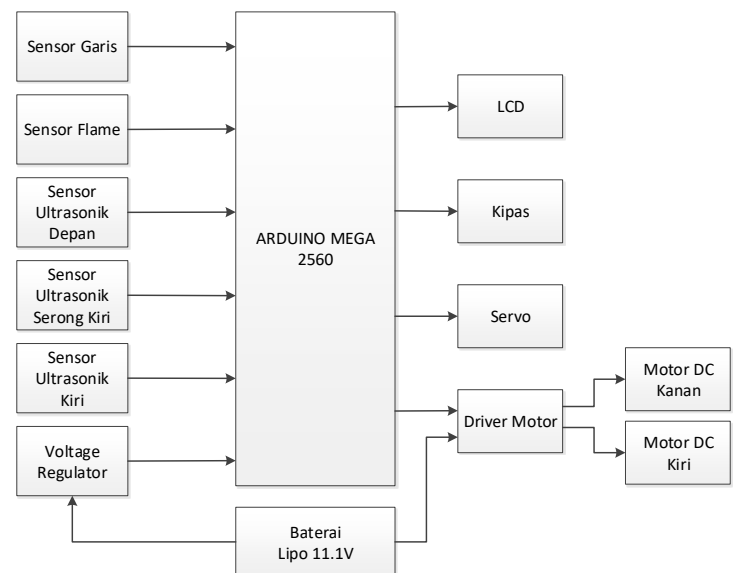 Sensor Garis
Sensor Flame
Sensor
Ultrasonik
Depan
Sensor
Ultrasonik
Serong Kiri
Sensor
Ultrasonik
Kiri
Voltage
Regulator
ARDUINO MEGA
2560
Baterai
Lipo 11.1V
LCD
Kipas
Servo
Driver Motor
Motor DC
Kanan
Motor DC
Kiri